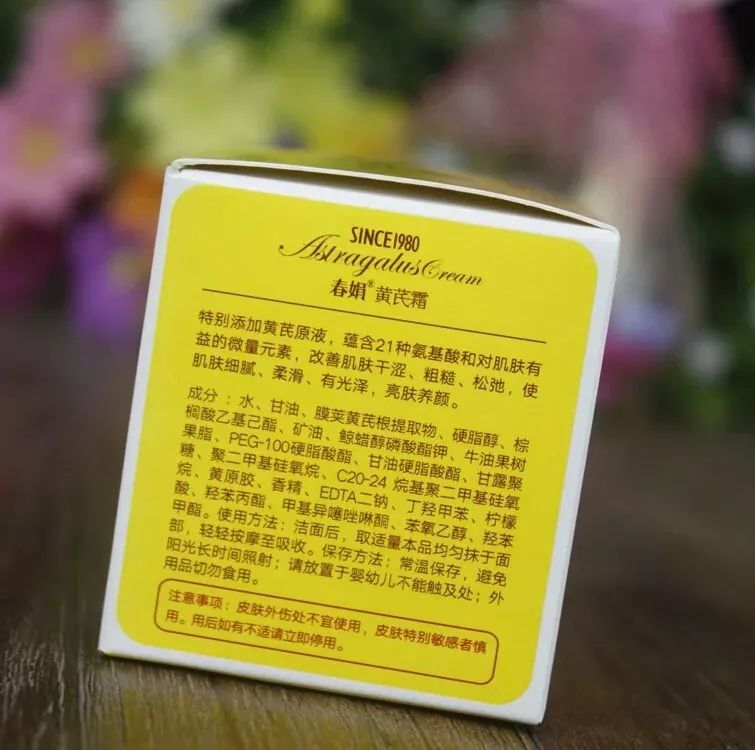 SINCE1980
Astragalus Cream
春娟®黄芪霜
特别添加黄芪原液，蕴含21种氨基酸和对肌肤有
益的微量元素，改善肌肤干涩、粗糙、松弛，使
肌肤细腻、柔滑、有光泽，亮肤养颜。
成分：水、甘油、膜荚黄芪根提取物、硬脂醇、棕
榈酸乙基己酯、矿油、鲸蜡醇磷酸酯钾、牛油果树
果脂、PEG-100硬脂酸酯、甘油硬脂酸酯、甘露聚
糖、聚二甲基硅氧烷、C20-24 烷基聚二甲基硅氧
烷、黄原胶、香精、EDTA二钠、丁羟甲苯、柠檬
酸、羟苯丙酯、甲基异噻唑啉酮、苯氧乙醇、羟苯
甲酯。使用方法：洁面后，取适量本品均匀抹于面
部，轻轻按摩至吸收。保存方法：常温保存，避免
阳光长时间照射；请放置于婴幼儿不能触及处；外
用品切勿食用。
注意事项：皮肤外伤处不宜使用，皮肤特别敏感者慎
用。用后如有不适请立即停用。